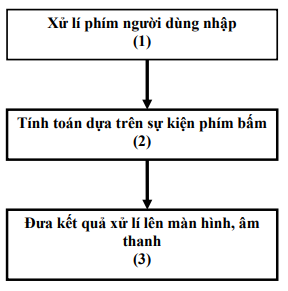 Xử lí phím người dùng nhập
(1)
Tính toán dựa trên sự kiện phím bấm
(2)
Đưa kết quả xử lí lên màn hình, âm
thanh
(3)